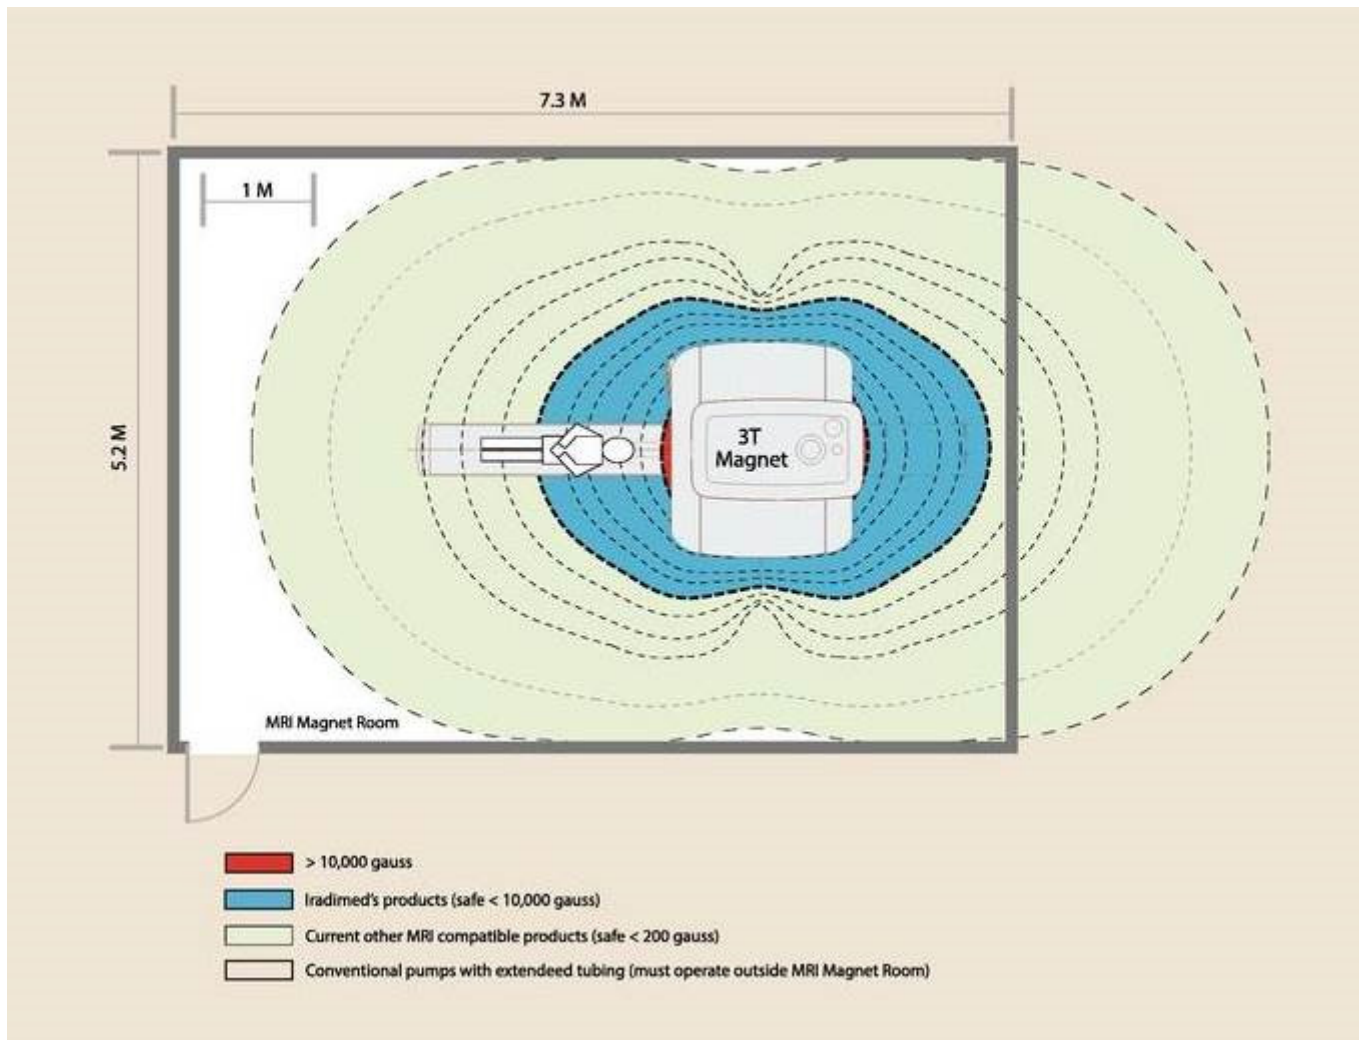 7.3 M
1 M
5.2 M
3T
Magnet
MRI Magnet Room
> 10,000 gauss
Iradimed's products (safe < 10,000 gauss)
Current other MRI compatible products (safe < 200 gauss)
Conventional pumps with extendeed tubing (must operate outside MRI Magnet Room)